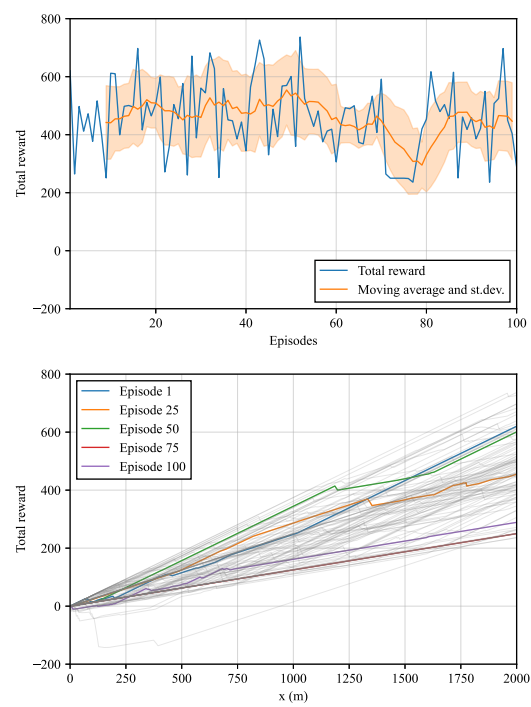 800
600
400
200
0
−200
Total reward
20
40
60
80
100
Episodes
Total reward
Moving average and st.dev.
800
600
400
200
0
−200
Total reward
Episode 1
Episode 25
Episode 50
Episode 75
Episode 100
0
250
500
750
1000
1250
1500
1750
2000
x (m)